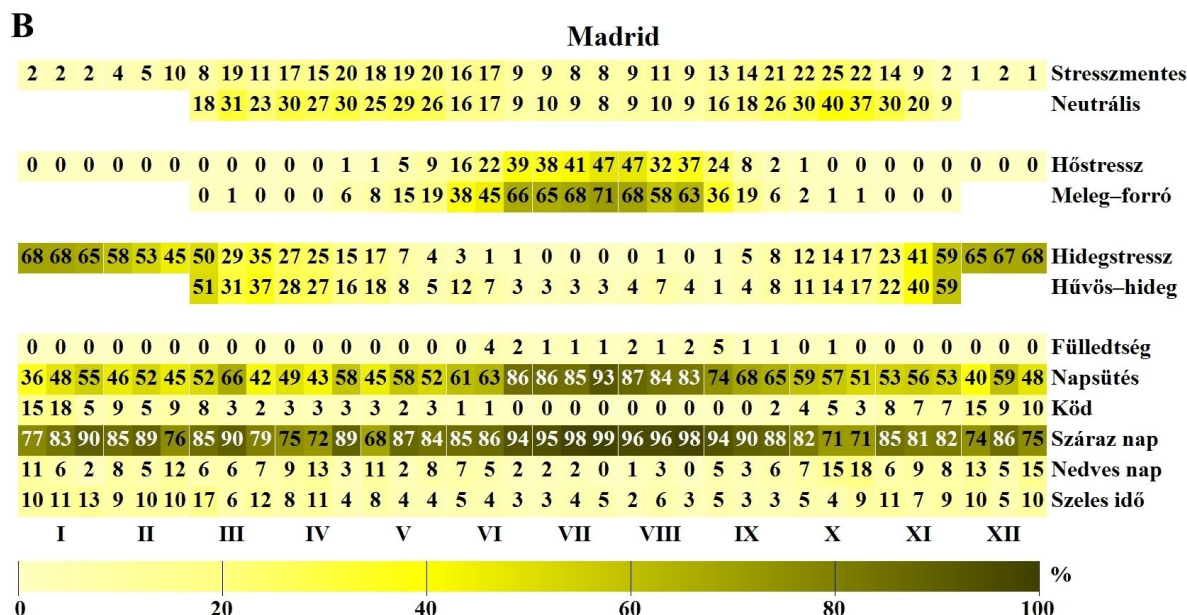 B
Madrid
2 2 2 4 5 10 8 19 11 17 15 20 18 19 20 16 17 9 9 8 8 9 11 9 13 14 21 22 25 22 14 9 2 1 2 1 Stresszmentes
18 31 23 30 27 30 25 29 26 16 17 9 10 9 8 9 10 9 16 18 26 30 40 37 30 20 9 Neutrális
0 0 0 0 0 0 0 0 0 0 0 1 1 5 9 16 22 39 38 41 47 47 32 37 24 8 2 1 0 0 0 0 0 0 0 0 Hőstressz
0 1 0 0 0 6 8 15 19 38 45 66 65 68 71 68 58 63 36 19 6 2 1 1 0 0 0 Meleg–forró
68 68 65 58 53 45 50 29 35 27 25 15 17 7 4 3 1 1 0 0 0 0 1 0 1 5 8 12 14 17 23 41 59 65 67 68 Hidegstressz
51 31 37 28 27 16 18 8 5 12 7 3 3 3 3 4 7 4 1 4 8 11 14 17 22 40 59 Hűvös–hideg
0 0 0 0 0 0 0 0 0 0 0 0 0 0 0 0 4 2 1 1 1 2 1 2 5 1 1 0 1 0 0 0 0 0 0 0 Fülledtség
36 48 55 46 52 45 52 66 42 49 43 58 45 58 52 61 63 86 86 85 93 87 84 83 74 68 65 59 57 51 53 56 53 40 59 48 Napsütés
15 18 5 9 5 9 8 3 2 3 3 3 3 2 3 1 1 0 0 0 0 0 0 0 0 0 2 4 5 3 8 7 7 15 9 10 Köd
77 83 90 85 89 76 85 90 79 75 72 89 68 87 84 85 86 94 95 98 99 96 96 98 94 90 88 82 71 71 85 81 82 74 86 75 Száraz nap
11 6 2 8 5 12 6 6 7 9 13 3 11 2 8 7 5 2 2 2 0 1 3 0 5 3 6 7 15 18 6 9 8 13 5 15 Nedves nap
10 11 13 9 10 10 17 6 12 8 11 4 8 4 4 5 4 3 3 4 5 2 6 3 5 3 3 5 4 9 11 7 9 10 5 10 Szeles idő
I II III IV V VI VII VIII IX X XI XII
%
0 20 40 60 80 100